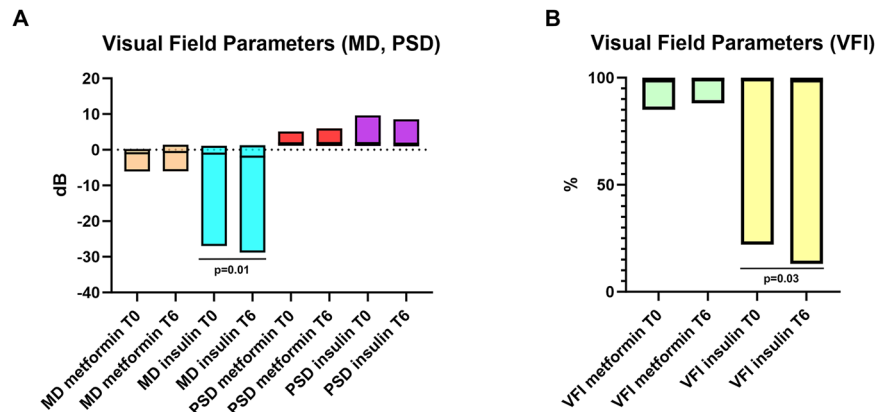 A
Visual Field Parameters (MD, PSD)
20
10
0
-10
-20
-30
-40
dB
p=0.01
MD metformin T0
MD metformin T6
MD insulin T0
MD insulin T6
PSD metformin T0
PSD metformin T6
PSD insulin T0
PSD insulin T6
B
Visual Field Parameters (VFI)
100
50
0
%
p=0.03
VFI metformin T0
VFI metformin T6
VFI insulin T0
VFI insulin T6